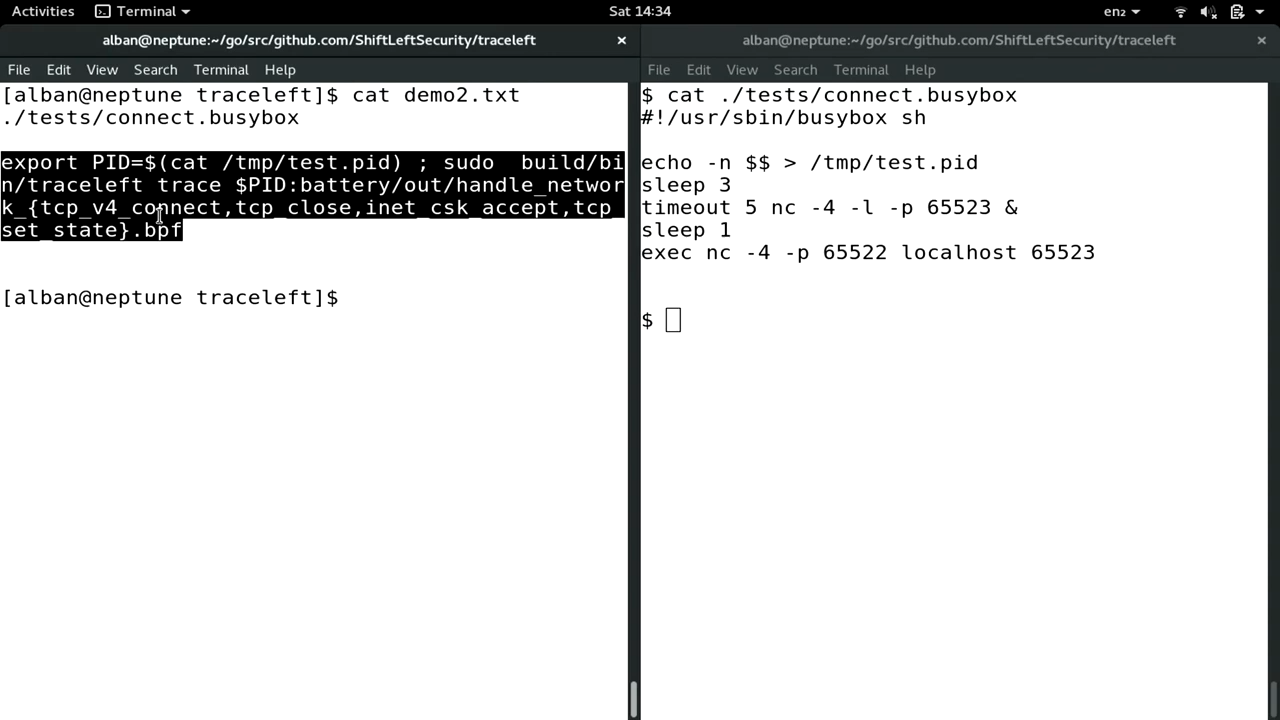 Activities Terminal Sat 14:34 en₂
alban@neptune:~/go/src/github.com/ShiftLeftSecurity/traceleft ×
File Edit View Search Terminal Help
[alban@neptune traceleft]$ cat demo2.txt
./tests/connect.busybox
export PID=$(cat /tmp/test.pid) ; sudo  build/bi
n/traceleft trace $PID:battery/out/handle_networ
k_{tcp_v4_connect,tcp_close,inet_csk_accept,tcp_
set_state}.bpf
[alban@neptune traceleft]$
alban@neptune:~/go/src/github.com/ShiftLeftSecurity/traceleft ×
File Edit View Search Terminal Help
$ cat ./tests/connect.busybox
#!/usr/sbin/busybox sh
echo -n $$ > /tmp/test.pid
sleep 3
timeout 5 nc -4 -l -p 65523 &
sleep 1
exec nc -4 -p 65522 localhost 65523
$